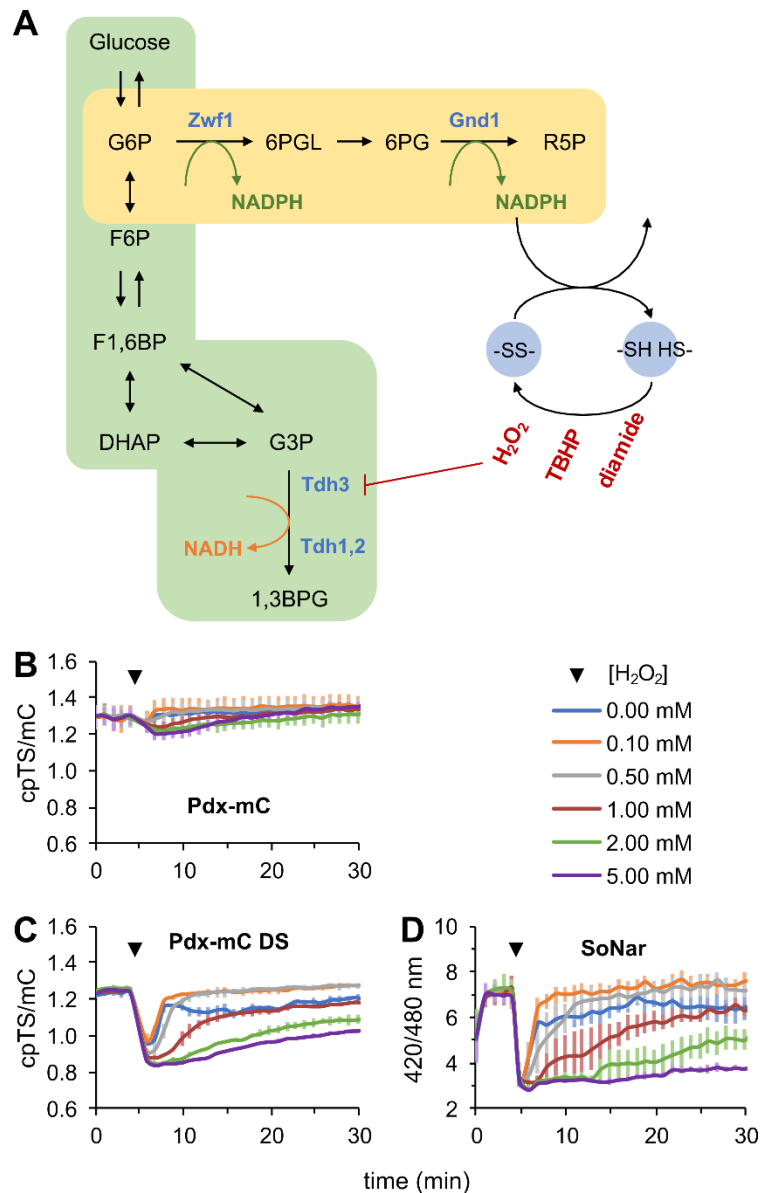 A
Glucose
Zwf1
Gnd1
G6P
6PGL
6PG
R5P
NADPH
NADPH
F6P
F1,6BP
-SS-
-SH HS-
DHAP
G3P
H₂O₂
TBHP
diamide
Tdh3
NADH
Tdh1,2
1,3BPG
B
cpTS/mC
1.6
1.4
1.2
1.0
0.8
0.6
0
10
20
30
Pdx-mC
[H₂O₂]
0.00 mM
0.10 mM
0.50 mM
1.00 mM
2.00 mM
5.00 mM
C
Pdx-mC DS
cpTS/mC
1.6
1.4
1.2
1.0
0.8
0.6
0
10
20
30
D
SoNar
420/480 nm
10
9
8
7
6
5
4
3
2
0
10
20
30
time (min)